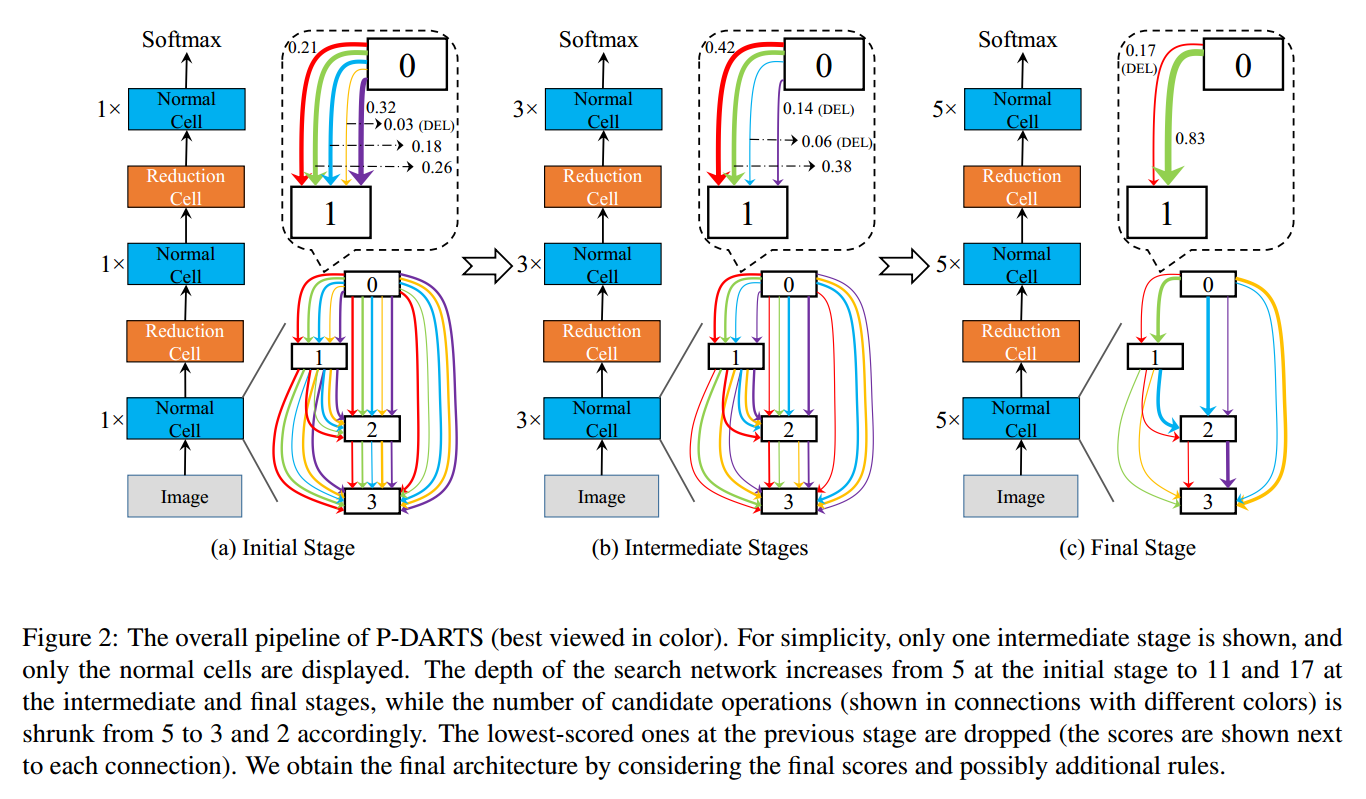 Softmax
1×
Normal
Cell
Reduction
Cell
1×
Normal
Cell
Reduction
Cell
1×
Normal
Cell
Image
0.21
0
0.32
0.03 (DEL)
0.18
0.26
1
0
1
2
3
(a) Initial Stage
Softmax
3×
Normal
Cell
Reduction
Cell
3×
Normal
Cell
Reduction
Cell
3×
Normal
Cell
Image
0.42
0
0.14 (DEL)
0.06 (DEL)
0.38
1
0
1
2
3
(b) Intermediate Stages
Softmax
5×
Normal
Cell
Reduction
Cell
5×
Normal
Cell
Reduction
Cell
5×
Normal
Cell
Image
0.17
(DEL)
0
0.83
1
0
1
2
3
(c) Final Stage
Figure 2: The overall pipeline of P-DARTS (best viewed in color). For simplicity, only one intermediate stage is shown, and
only the normal cells are displayed. The depth of the search network increases from 5 at the initial stage to 11 and 17 at
the intermediate and final stages, while the number of candidate operations (shown in connections with different colors) is
shrunk from 5 to 3 and 2 accordingly. The lowest-scored ones at the previous stage are dropped (the scores are shown next
to each connection). We obtain the final architecture by considering the final scores and possibly additional rules.